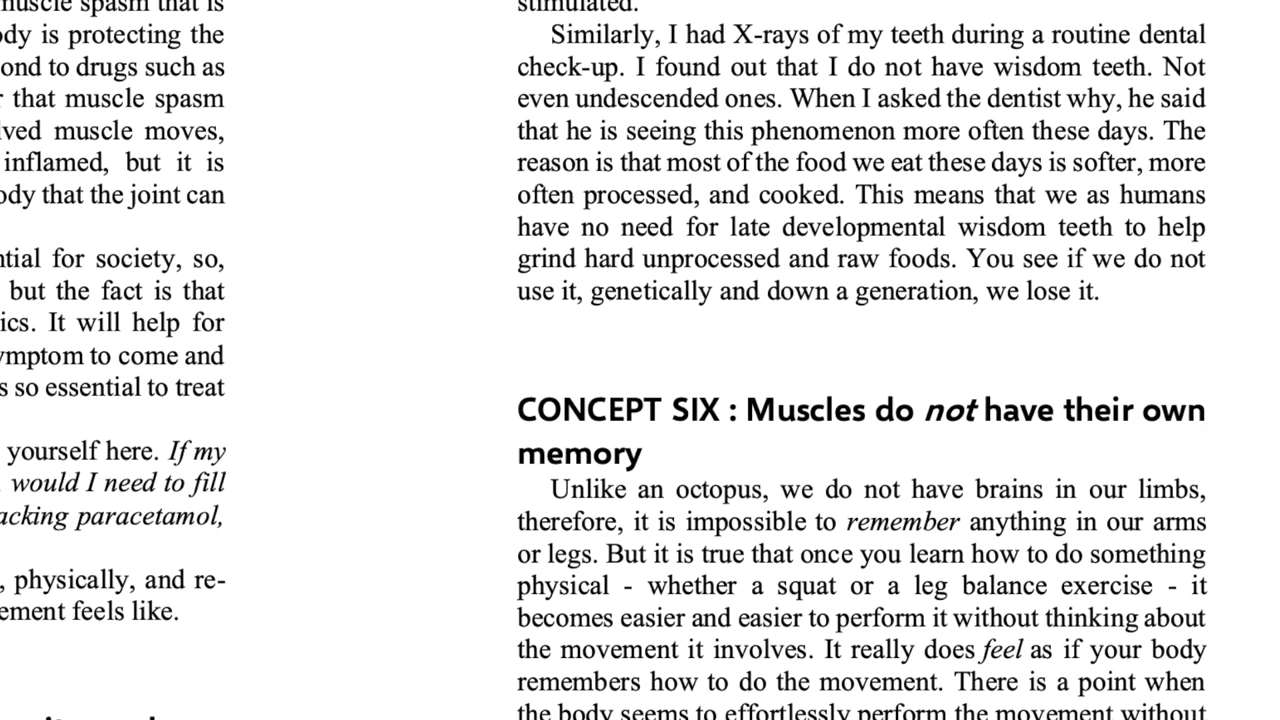 muscle spasm that is
ody is protecting the
ond to drugs such as
r that muscle spasm
lved muscle moves,
inflamed, but it is
ody that the joint can
ntial for society, so,
but the fact is that
ics. It will help for
ymptom to come and
s so essential to treat
yourself here. If my
would I need to fill
acking paracetamol,
, physically, and re-
ement feels like.
stimulated.
Similarly, I had X-rays of my teeth during a routine dental
check-up. I found out that I do not have wisdom teeth. Not
even undescended ones. When I asked the dentist why, he said
that he is seeing this phenomenon more often these days. The
reason is that most of the food we eat these days is softer, more
often processed, and cooked. This means that we as humans
have no need for late developmental wisdom teeth to help
grind hard unprocessed and raw foods. You see if we do not
use it, genetically and down a generation, we lose it.
CONCEPT SIX : Muscles do not have their own
memory
Unlike an octopus, we do not have brains in our limbs,
therefore, it is impossible to remember anything in our arms
or legs. But it is true that once you learn how to do something
physical - whether a squat or a leg balance exercise - it
becomes easier and easier to perform it without thinking about
the movement it involves. It really does feel as if your body
remembers how to do the movement. There is a point when
the body seems to effortlessly perform the movement without